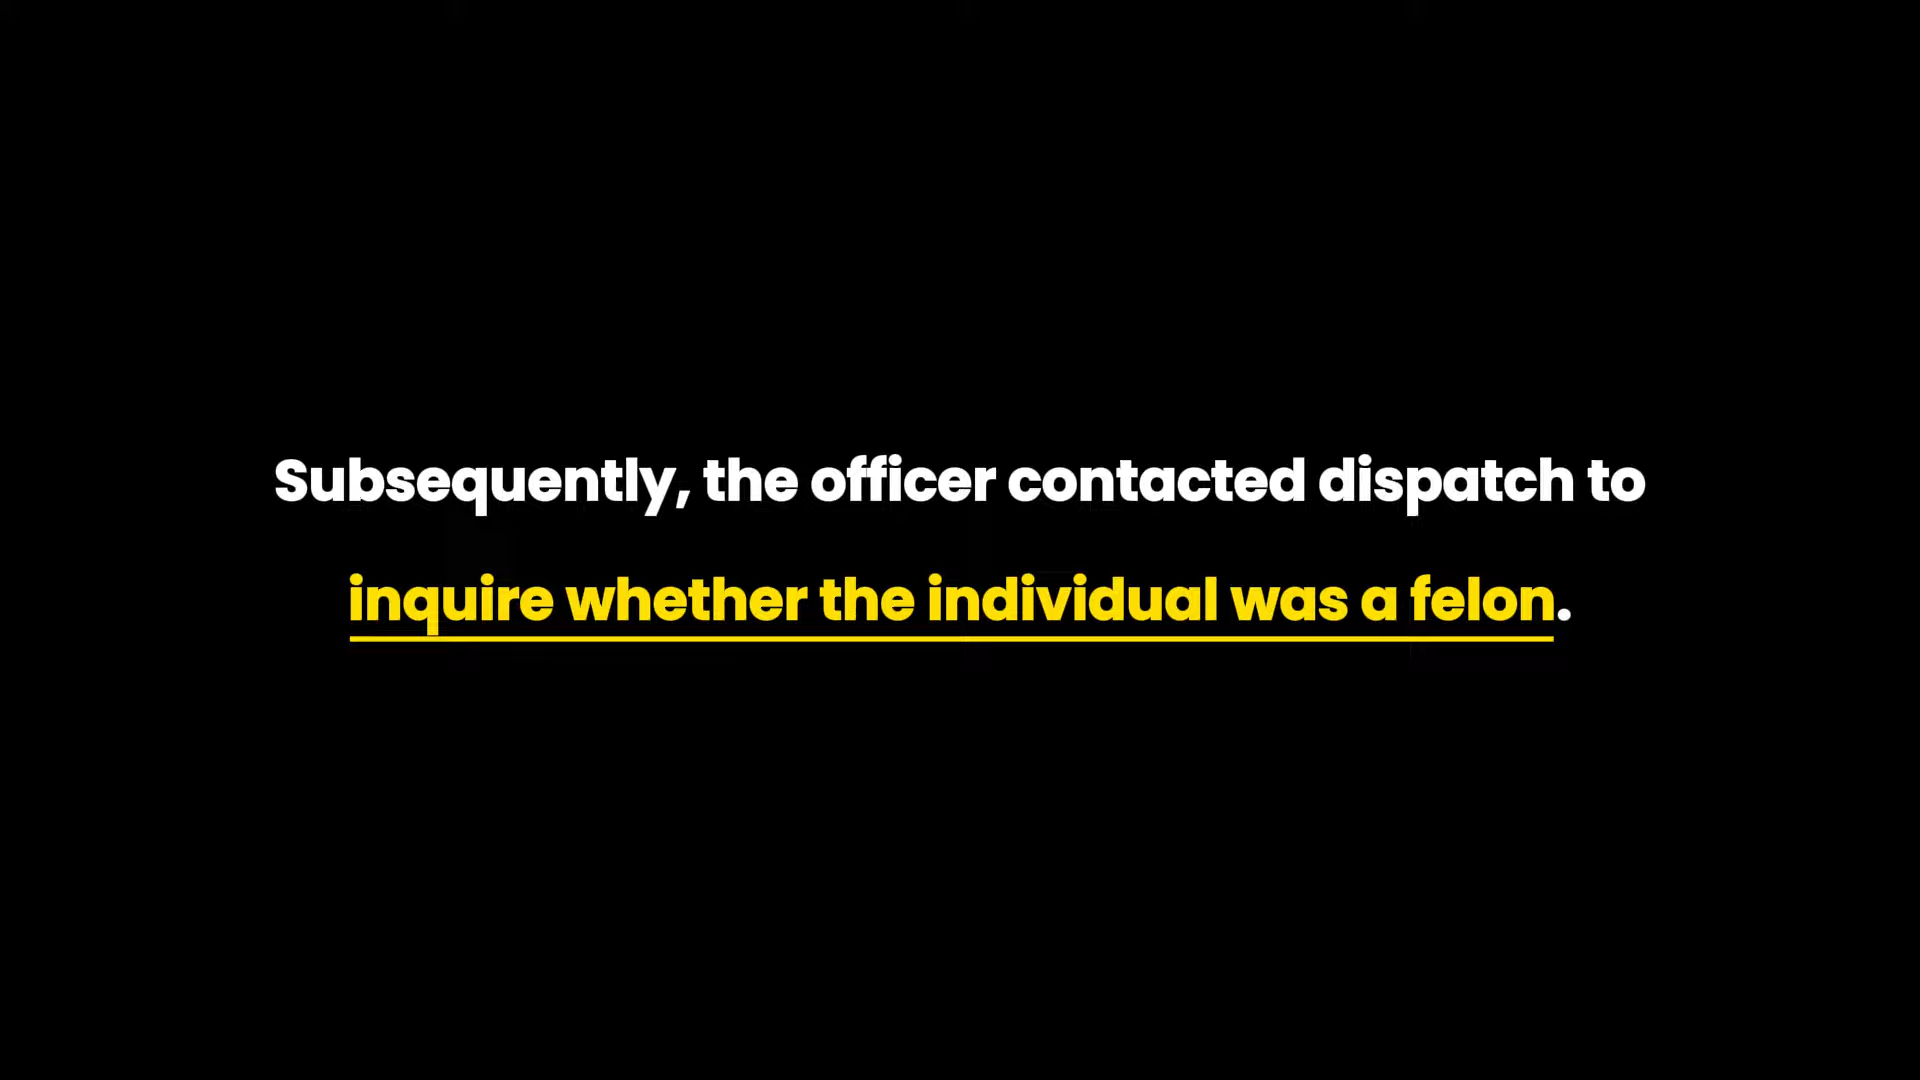 Subsequently, the officer contacted dispatch to
inquire whether the individual was a felon.